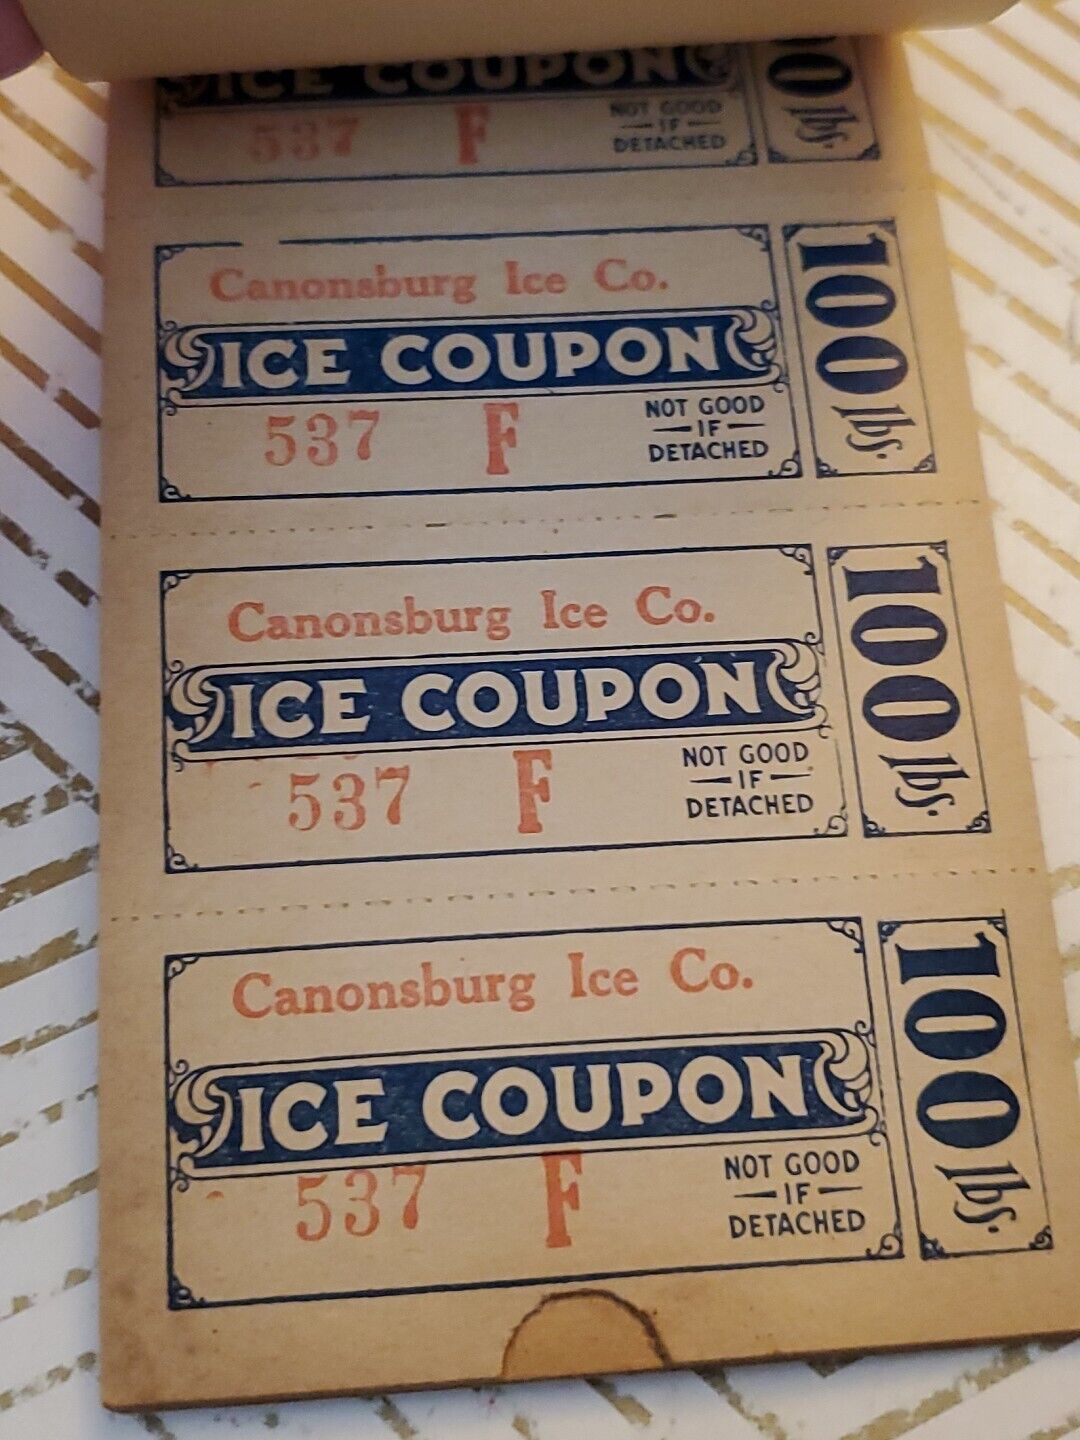 ICE COUPON
537 F
NOT GOOD
IF
DETACHED
00 lbs.
Canonsburg Ice Co.
ICE COUPON
537 F
NOT GOOD
IF
DETACHED
100 lbs.
Canonsburg Ice Co.
ICE COUPON
537 F
NOT GOOD
IF
DETACHED
100 lbs.
Canonsburg Ice Co.
ICE COUPON
537 F
NOT GOOD
IF
DETACHED
100 lbs.